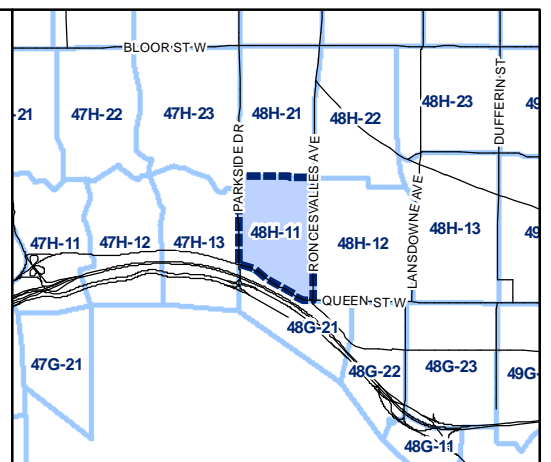 BLOOR ST W
-21
47H-22
47H-23
48H-21
48H-22
48H-23
49
PARKSIDE DR
RONCESVALLES AVE
LANSDOWNE AVE
DUFFERIN ST
47H-11
47H-12
47H-13
48H-11
48H-12
48H-13
49
QUEEN ST W
48G-21
47G-21
48G-22
48G-23
49G-
48G-11